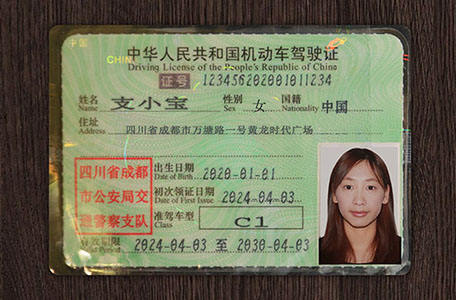 中国
CHIN
中华人民共和国机动车驾驶证
Driving License of the People's Republic of China
证号 123456202001011234
姓名 支小宝 性别 女 国籍 中国
Name Sex Nationality
住址 四川省成都市万塘路一号黄龙时代广场
Address
出生日期 2020-01-01
Date of Birth
四川省成都
市公安局交
通警察支队
初次领证日期 2024-04-03
Date of First Issue
准驾车型 C1
Class
有效期限 2024-04-03 至 2030-04-03
Period